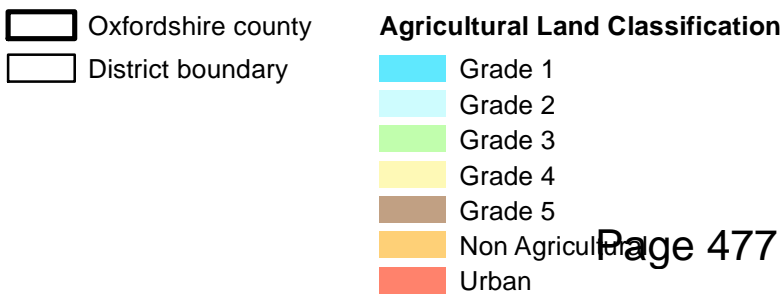 Oxfordshire county
District boundary
Agricultural Land Classification
Grade 1
Grade 2
Grade 3
Grade 4
Grade 5
Non Agricultural
Urban
Page 477